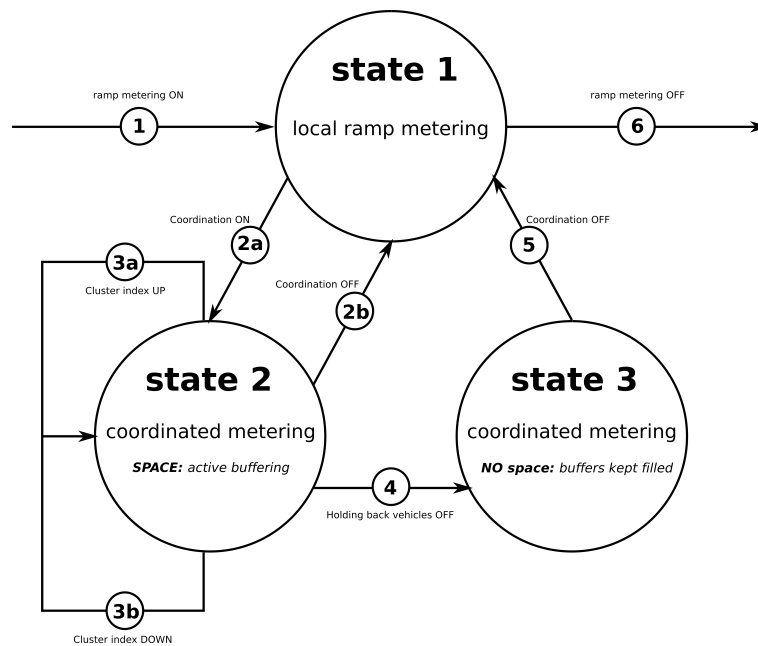 state 1
ramp metering ON
ramp metering OFF
1
local ramp metering
6
Coordination ON
Coordination OFF
2a
5
3a
Coordination OFF
Cluster index UP
2b
state 2
state 3
coordinated metering
coordinated metering
SPACE: active buffering
NO space: buffers kept filled
4
Holding back vehicles OFF
3b
Cluster index DOWN